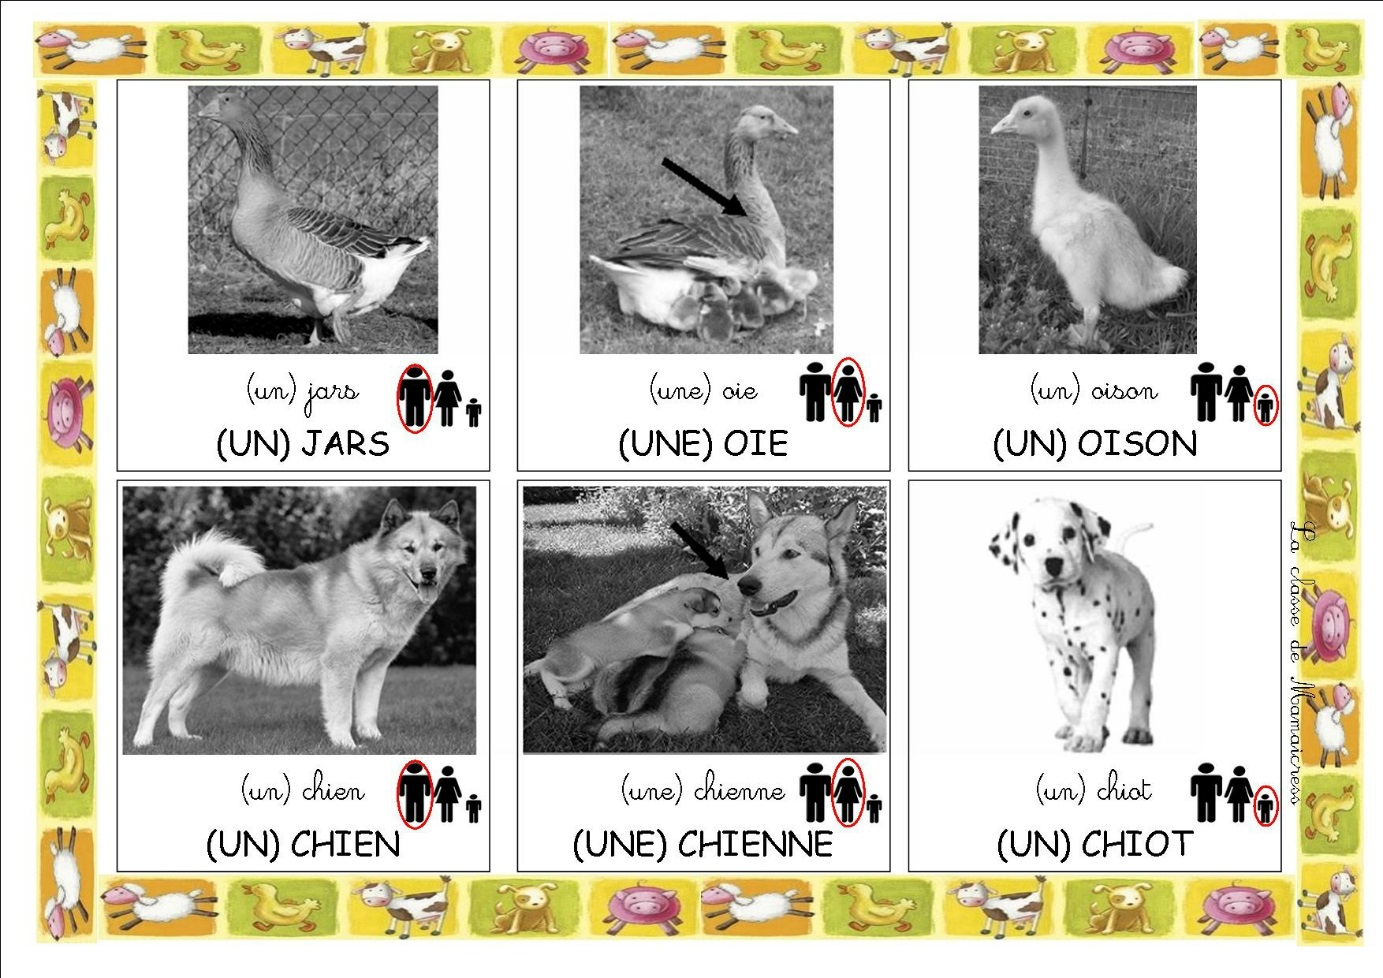 (un) jars
(UN) JARS
(une) oie
(UNE) OIE
(un) oison
(UN) OISON
(un) chien
(UN) CHIEN
(une) chienne
(UNE) CHIENNE
(un) chiot
(UN) CHIOT
La classe de Mamaicress